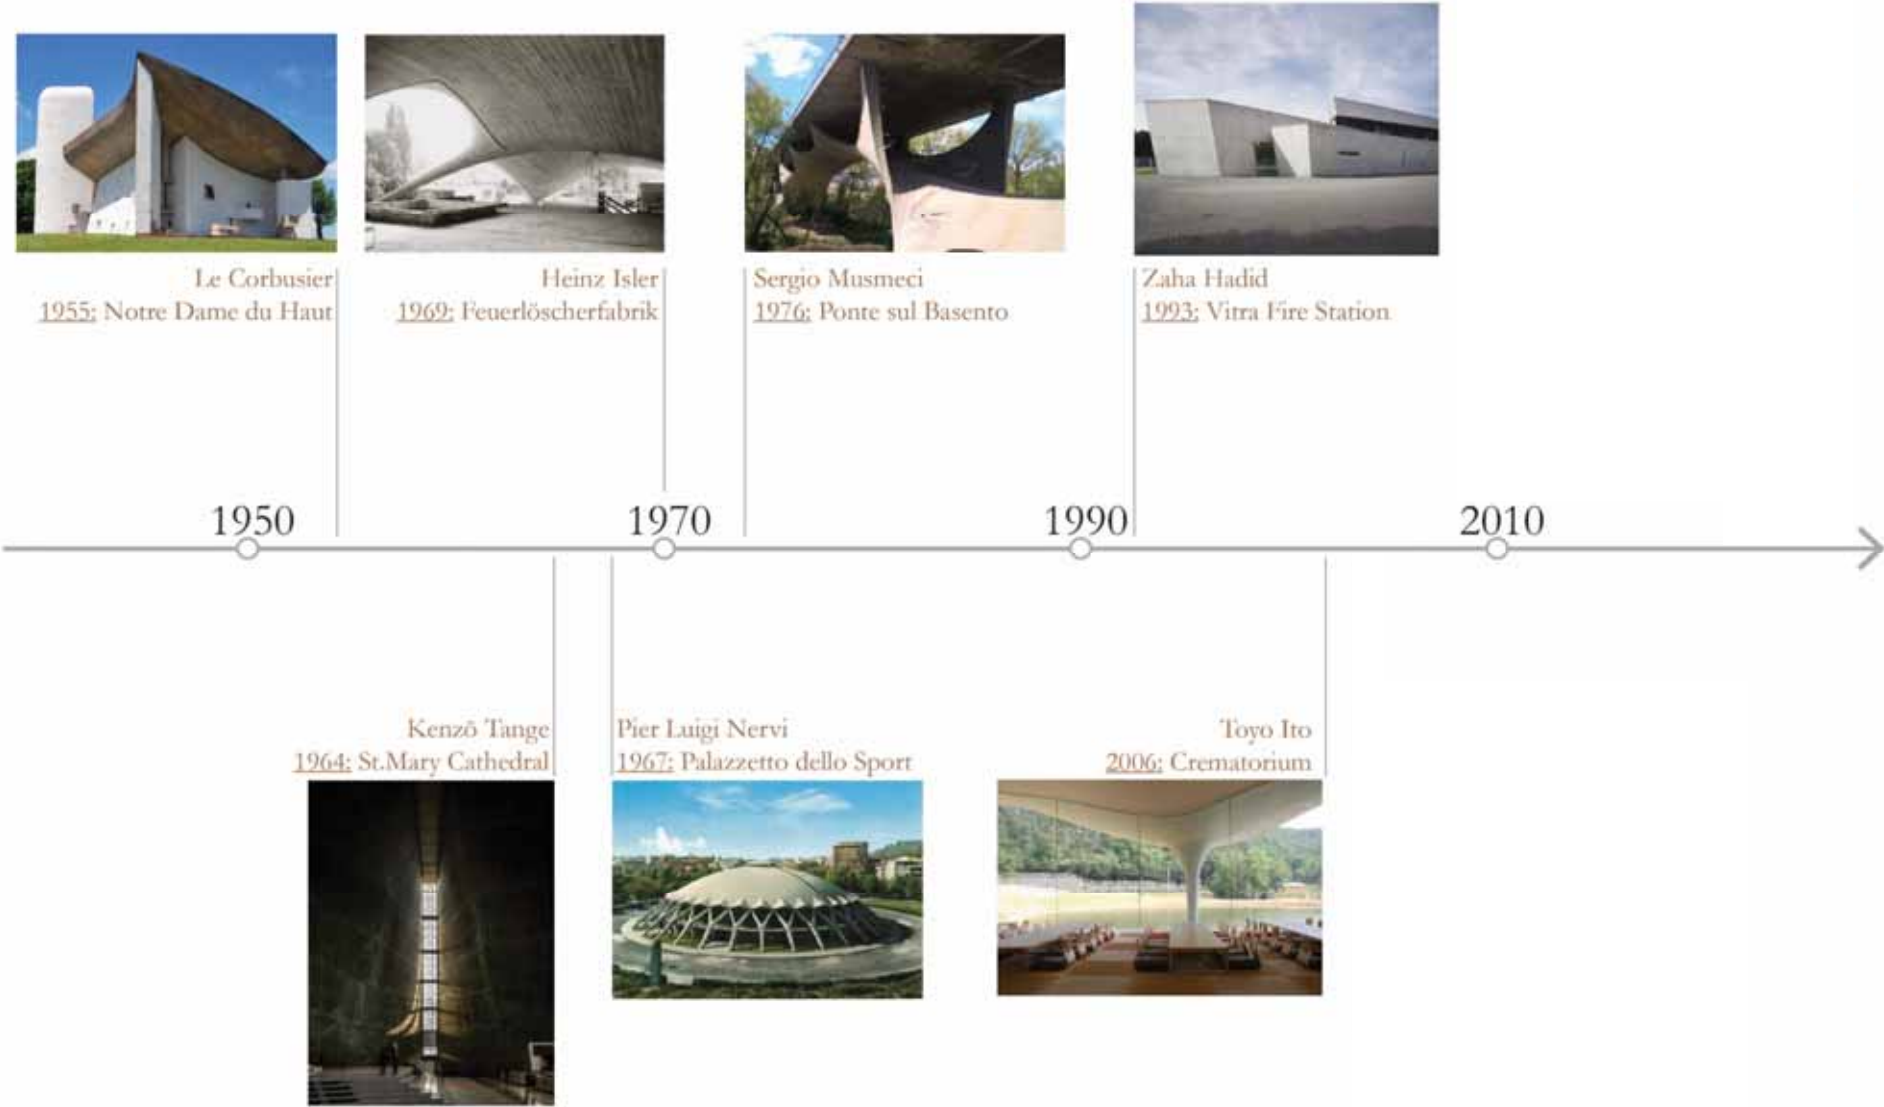 Le Corbusier
1955: Notre Dame du Haut
Heinz Isler
1969: Feuerlöscherfabrik
Sergio Musmeci
1976: Ponte sul Basento
Zaha Hadid
1993: Vitra Fire Station
1950
1970
1990
2010
Kenzō Tange
1964: St.Mary Cathedral
Pier Luigi Nervi
1967: Palazzetto dello Sport
Toyo Ito
2006: Crematorium